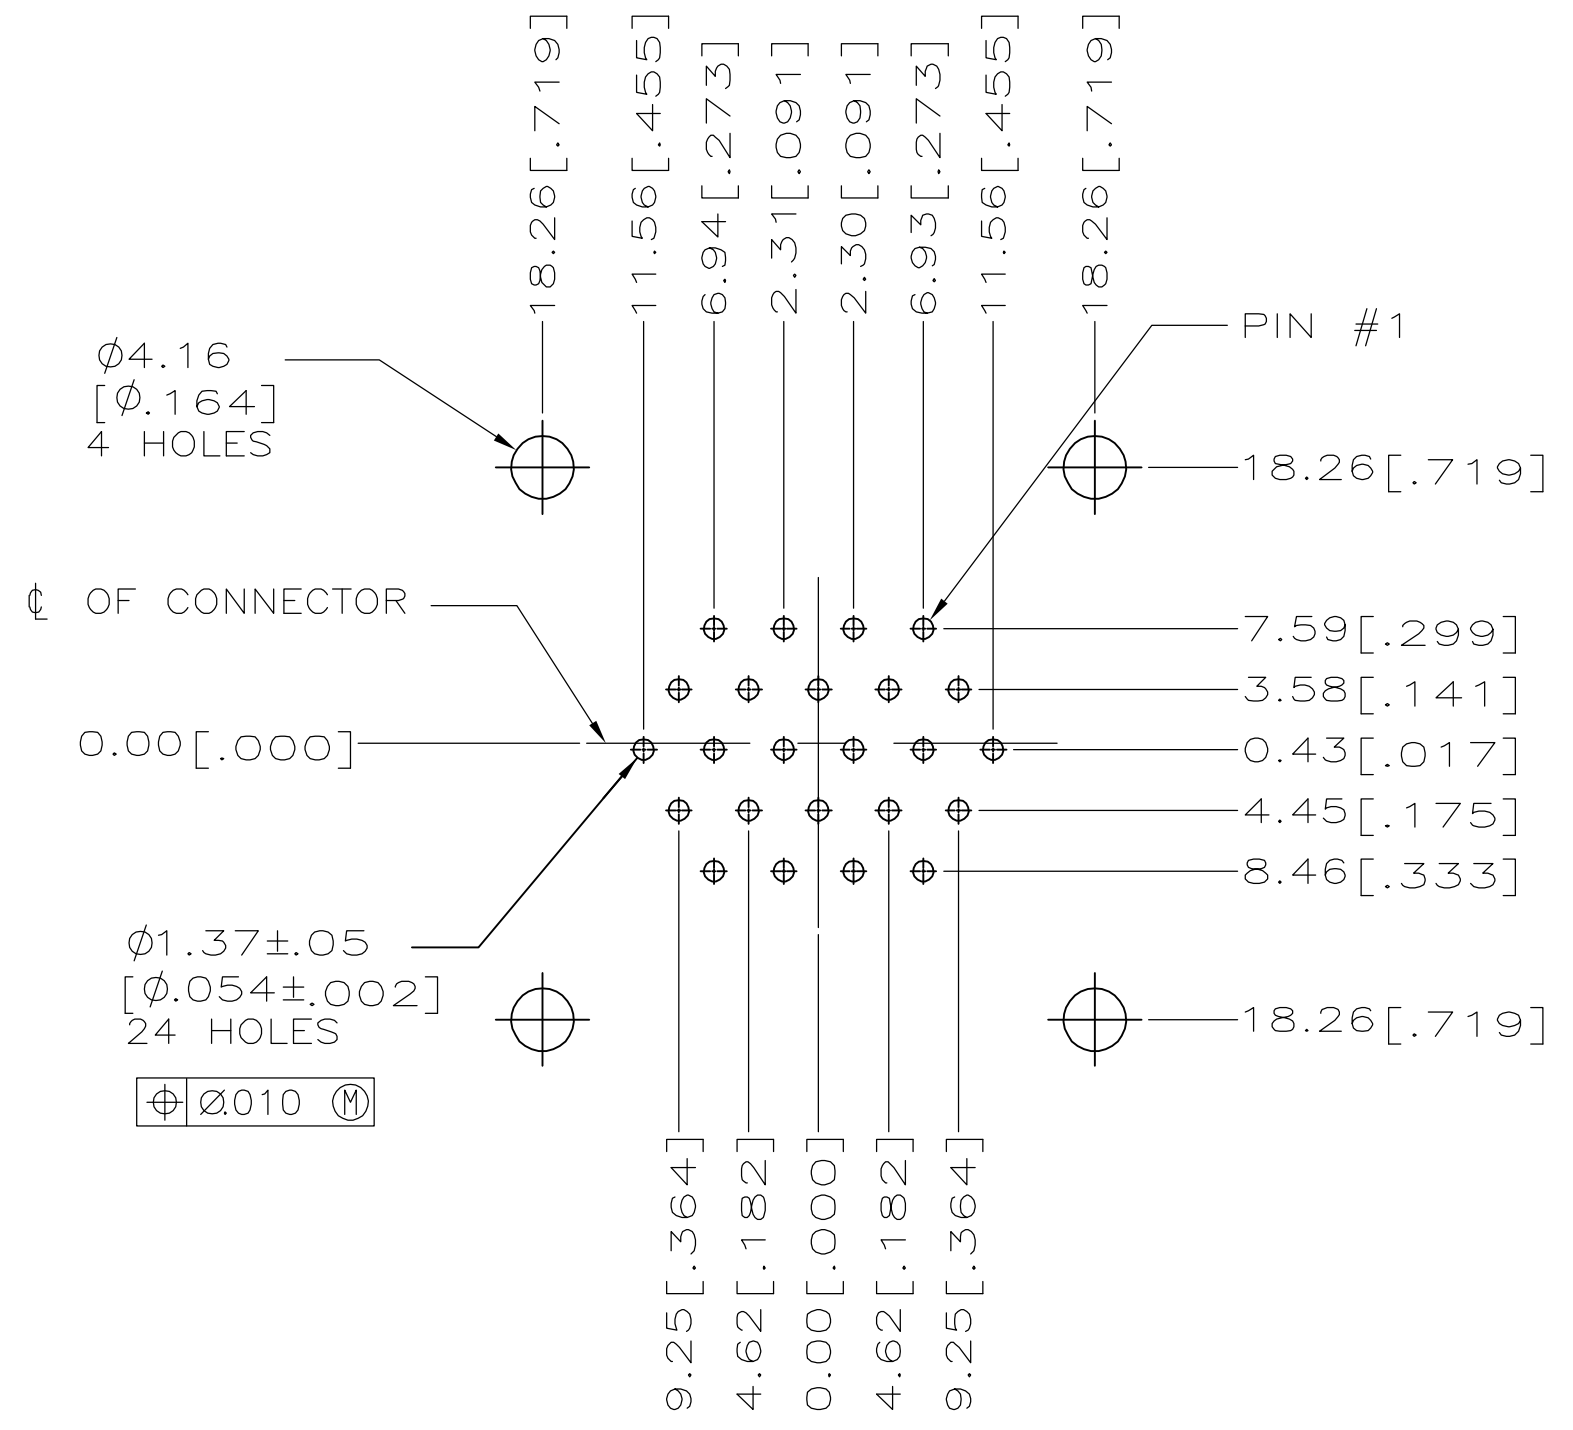 18.26[.719]
11.56[.455]
6.94[.273]
2.31[.091]
2.30[.091]
6.93[.273]
11.56[.455]
18.26[.719]
PIN #1
Ø4.16
[Ø.164]
4 HOLES
18.26[.719]
℄ OF CONNECTOR
7.59[.299]
3.58[.141]
0.00[.000]
0.43[.017]
4.45[.175]
8.46[.333]
Ø1.37±.05
[Ø.054±.002]
24 HOLES
18.26[.719]
⌖ Ø.010 Ⓜ
9.25[.364]
4.62[.182]
0.00[.000]
4.62[.182]
9.25[.364]